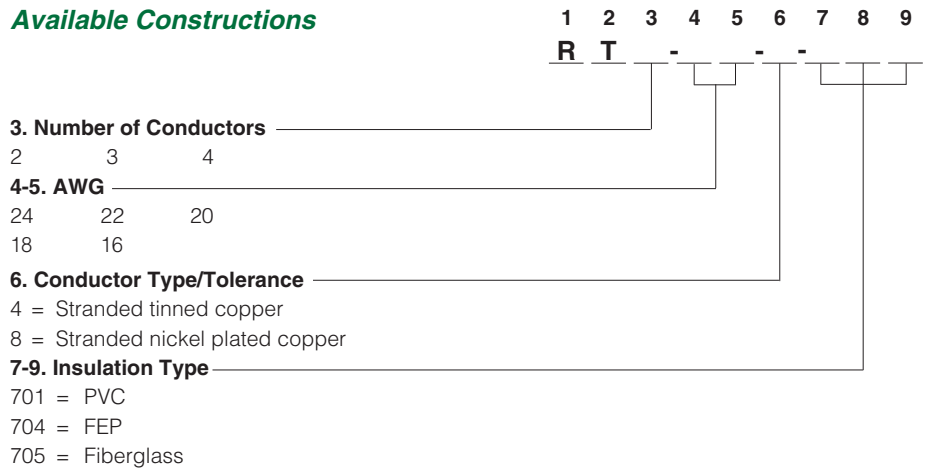 Available Constructions
1 2 3 4 5 6 7 8 9
R T - - -
3. Number of Conductors
2 3 4
4-5. AWG
24 22 20
18 16
6. Conductor Type/Tolerance
4 = Stranded tinned copper
8 = Stranded nickel plated copper
7-9. Insulation Type
701 = PVC
704 = FEP
705 = Fiberglass